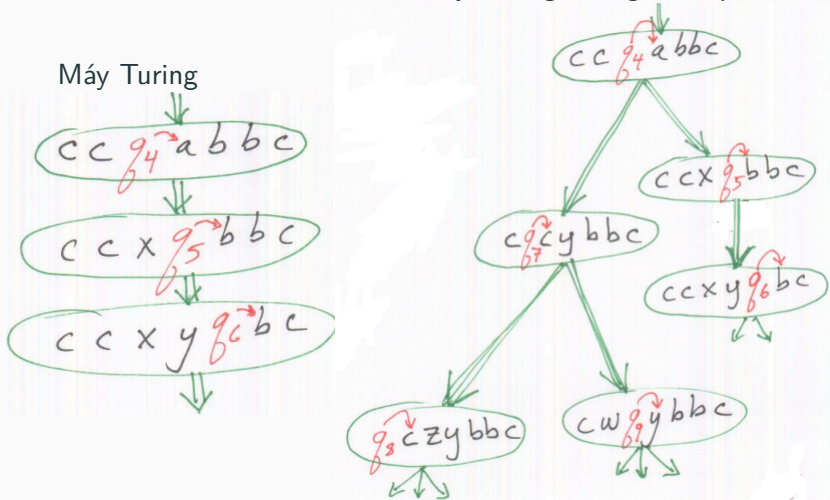 Máy Turing
c c q4 a b b c
c c x q5 b b c
c c x y q6 b c
c c q4 a b b c
c c x q5 b b c
c q7 c y b b c
c c x y q6 b c
q8 c z y b b c
c w q9 y b b c